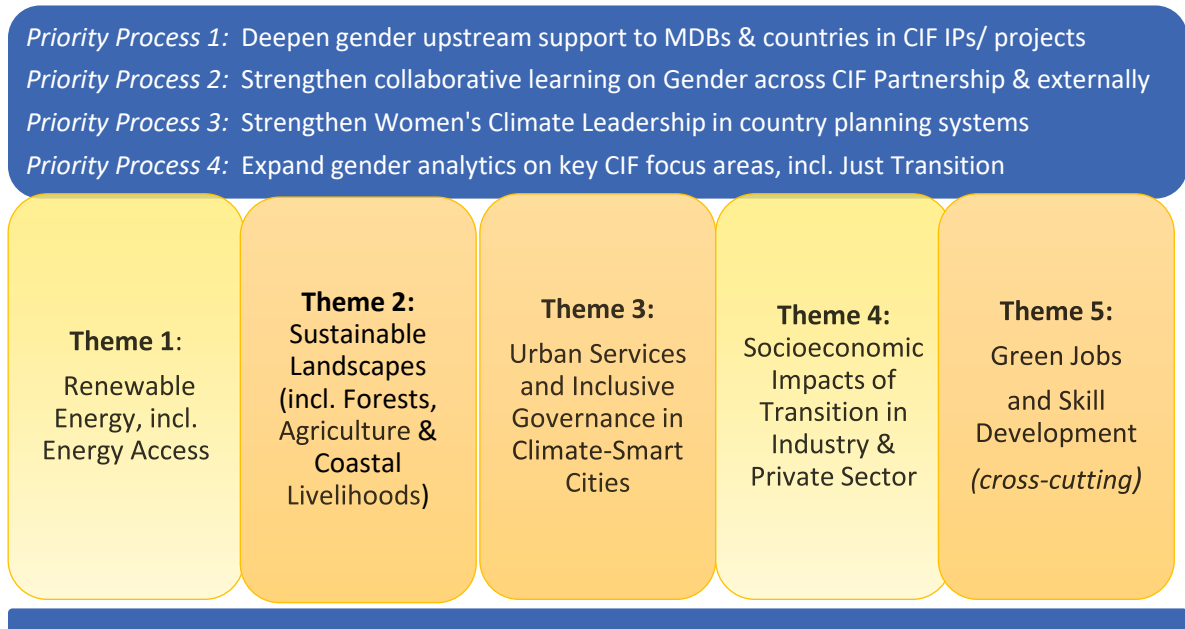 Priority Process 1: Deepen gender upstream support to MDBs & countries in CIF IPs/ projects
Priority Process 2: Strengthen collaborative learning on Gender across CIF Partnership & externally
Priority Process 3: Strengthen Women's Climate Leadership in country planning systems
Priority Process 4: Expand gender analytics on key CIF focus areas, incl. Just Transition
Theme 1:
Renewable
Energy, incl.
Energy Access
Theme 2:
Sustainable
Landscapes
(incl. Forests,
Agriculture &
Coastal
Livelihoods)
Theme 3:
Urban Services
and Inclusive
Governance in
Climate-Smart
Cities
Theme 4:
Socioeconomic
Impacts of
Transition in
Industry &
Private Sector
Theme 5:
Green Jobs
and Skill
Development
(cross-cutting)